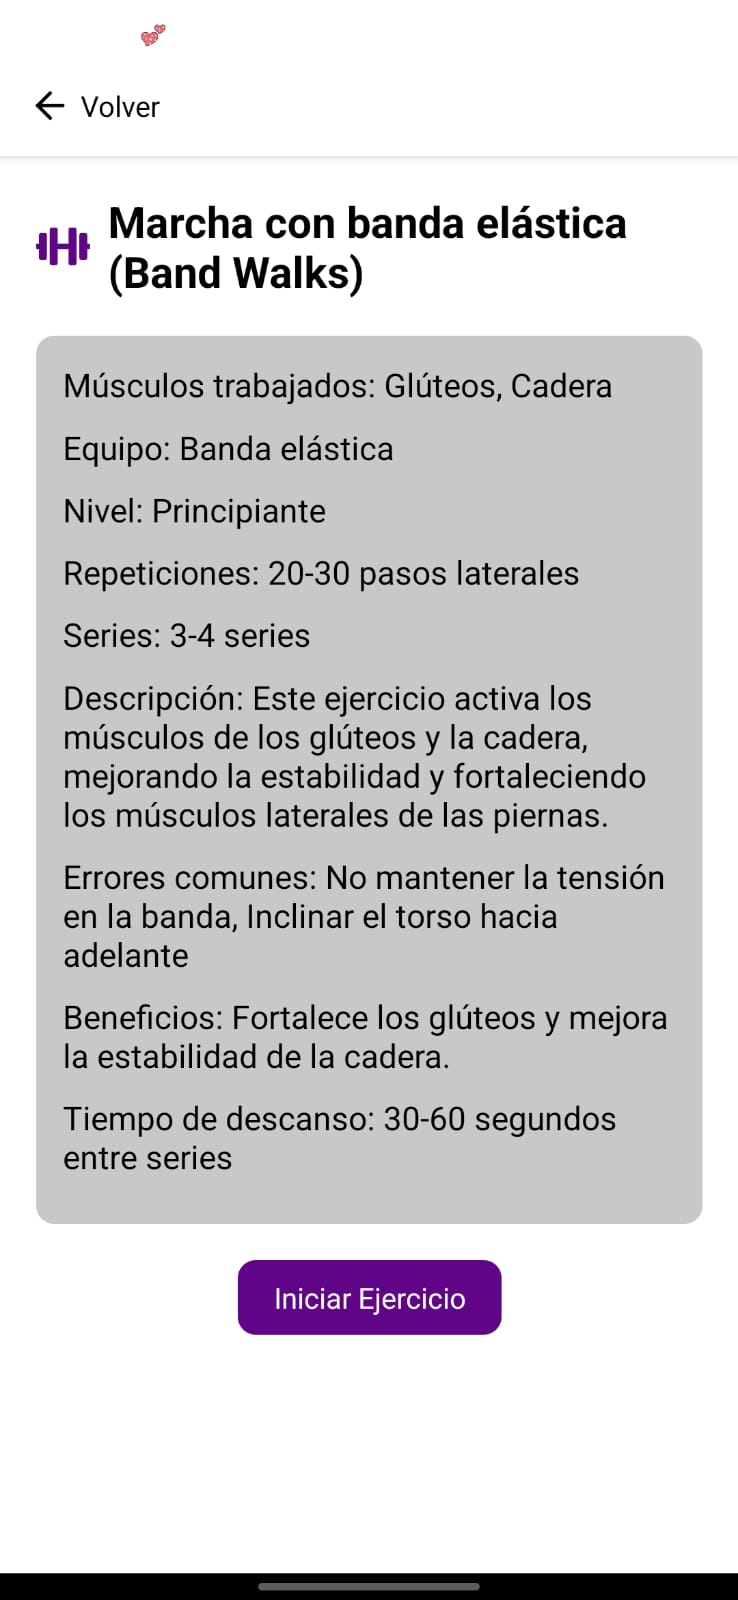 Volver
Marcha con banda elástica
(Band Walks)
Músculos trabajados: Glúteos, Cadera
Equipo: Banda elástica
Nivel: Principiante
Repeticiones: 20-30 pasos laterales
Series: 3-4 series
Descripción: Este ejercicio activa los
músculos de los glúteos y la cadera,
mejorando la estabilidad y fortaleciendo
los músculos laterales de las piernas.
Errores comunes: No mantener la tensión
en la banda, Inclinar el torso hacia
adelante
Beneficios: Fortalece los glúteos y mejora
la estabilidad de la cadera.
Tiempo de descanso: 30-60 segundos
entre series
Iniciar Ejercicio